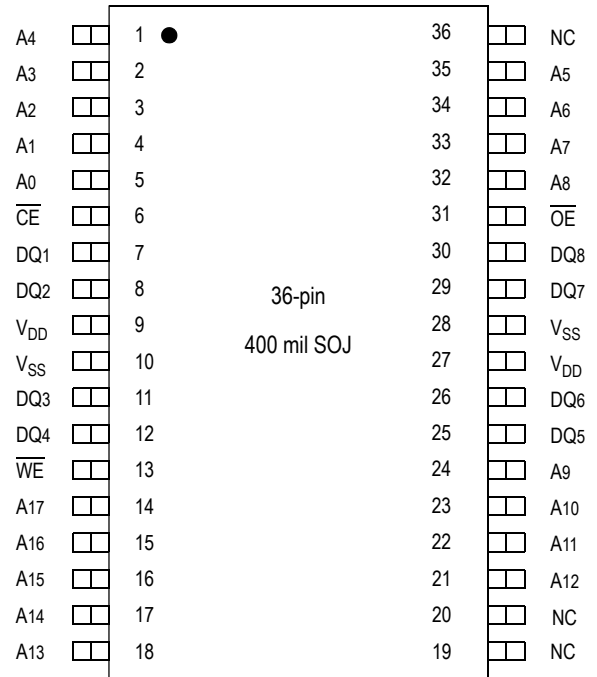 A4 1 36 NC
A3 2 35 A5
A2 3 34 A6
A1 4 33 A7
A0 5 32 A8
C̅E̅ 6 31 O̅E̅
DQ1 7 30 DQ8
DQ2 8 29 DQ7
36-pin
VDD 9 28 VSS
400 mil SOJ
VSS 10 27 VDD
DQ3 11 26 DQ6
DQ4 12 25 DQ5
W̅E̅ 13 24 A9
A17 14 23 A10
A16 15 22 A11
A15 16 21 A12
A14 17 20 NC
A13 18 19 NC